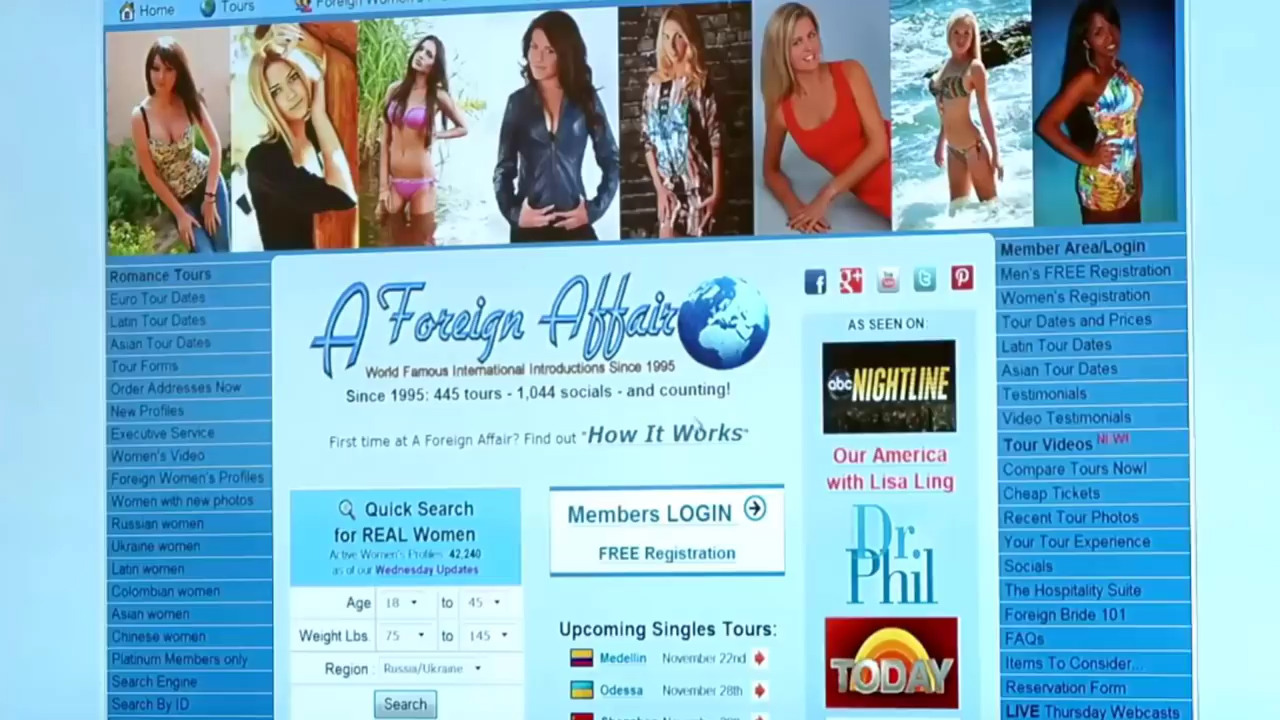 Home
Tours
Romance Tours
Euro Tour Dates
Latin Tour Dates
Asian Tour Dates
Tour Forms
Order Addresses Now
New Profiles
Executive Service
Women's Video
Foreign Women's Profiles
Women with new photos
Russian women
Ukraine women
Latin women
Colombian women
Asian women
Chinese women
Platinum Members only
Search Engine
Search By ID
A Foreign Affair
World Famous International Introductions Since 1995
Since 1995: 445 tours - 1,044 socials - and counting!
First time at A Foreign Affair? Find out "How It Works"
Quick Search
for REAL Women
Active Women's Profiles 42,240
as of our Wednesday Updates
Age 18 to 45
Weight Lbs 75 to 145
Region : Russia/Ukraine
Search
Members LOGIN
FREE Registration
Upcoming Singles Tours:
Medellin November 22nd
Odessa November 28th
AS SEEN ON:
abc NIGHTLINE
Our America
with Lisa Ling
Dr.
Phil
TODAY
Member Area/Login
Men's FREE Registration
Women's Registration
Tour Dates and Prices
Latin Tour Dates
Asian Tour Dates
Testimonials
Video Testimonials
Tour Videos NEW!
Compare Tours Now!
Cheap Tickets
Recent Tour Photos
Your Tour Experience
Socials
The Hospitality Suite
Foreign Bride 101
FAQs
Items To Consider...
Reservation Form
LIVE Thursday Webcasts